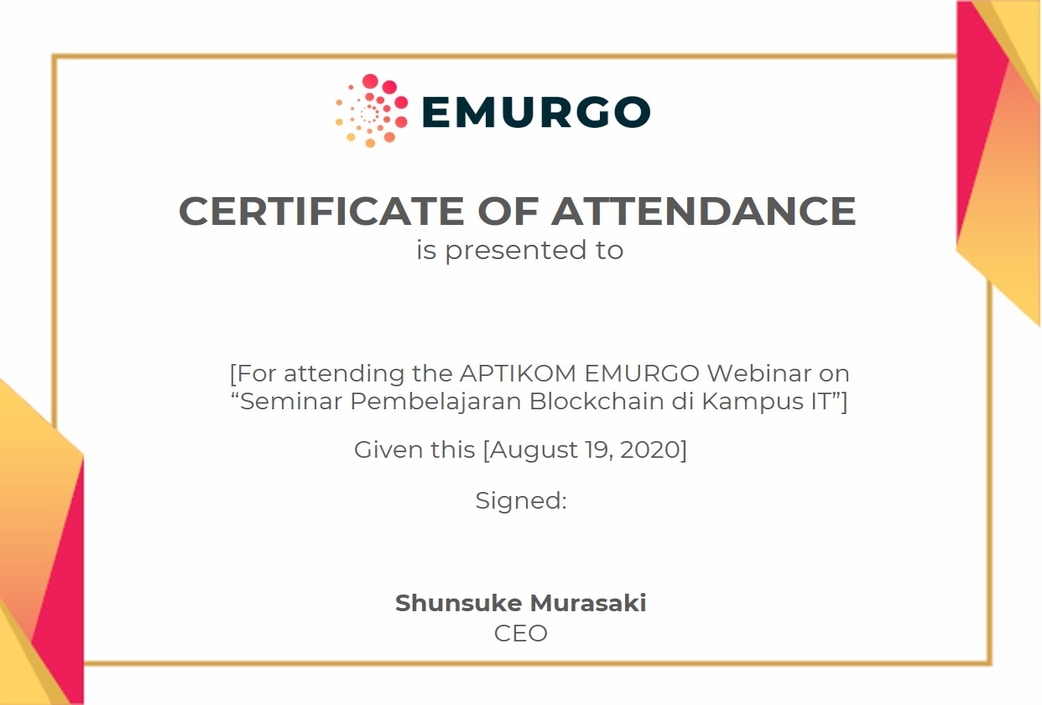 EMURGO
CERTIFICATE OF ATTENDANCE
is presented to
[For attending the APTIKOM EMURGO Webinar on
“Seminar Pembelajaran Blockchain di Kampus IT”]
Given this [August 19, 2020]
Signed:
Shunsuke Murasaki
CEO